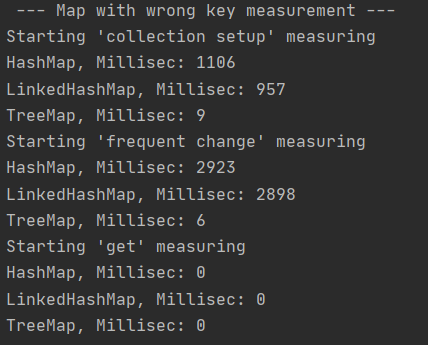 --- Map with wrong key measurement ---
Starting 'collection setup' measuring
HashMap, Millisec: 1106
LinkedHashMap, Millisec: 957
TreeMap, Millisec: 9
Starting 'frequent change' measuring
HashMap, Millisec: 2923
LinkedHashMap, Millisec: 2898
TreeMap, Millisec: 6
Starting 'get' measuring
HashMap, Millisec: 0
LinkedHashMap, Millisec: 0
TreeMap, Millisec: 0